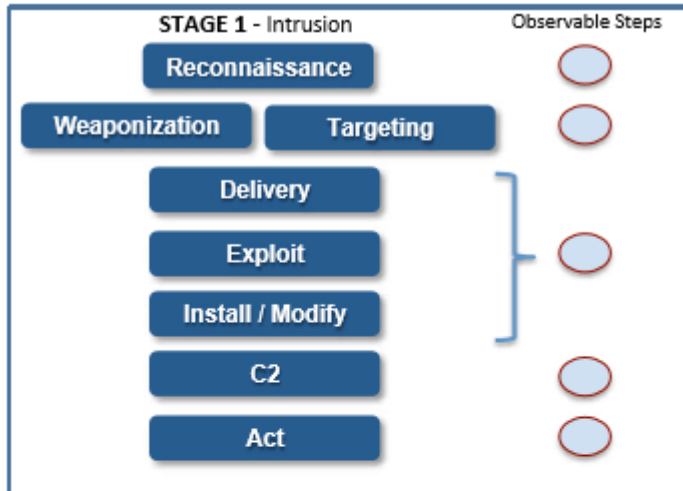 STAGE 1 - Intrusion
Observable Steps
Reconnaissance
Weaponization
Targeting
Delivery
Exploit
Install / Modify
C2
Act